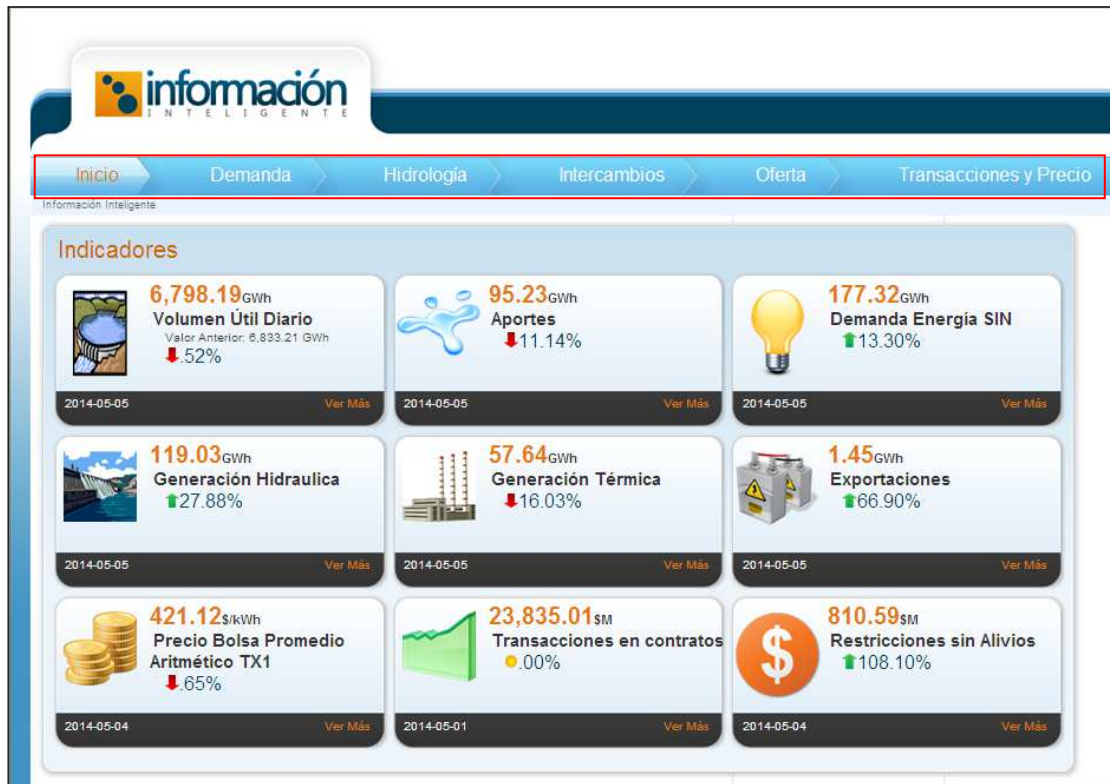 información
INTELIGENTE
Inicio Demanda Hidrología Intercambios Oferta Transacciones y Precio
Información Inteligente
Indicadores
6,798.19GWh
Volumen Útil Diario
Valor Anterior: 6,833.21 GWh
.52%
2014-05-05 Ver Más
95.23GWh
Aportes
11.14%
2014-05-05 Ver Más
177.32GWh
Demanda Energía SIN
13.30%
2014-05-05 Ver Más
119.03GWh
Generación Hidraulica
27.88%
2014-05-05 Ver Más
57.64GWh
Generación Térmica
16.03%
2014-05-05 Ver Más
1.45GWh
Exportaciones
66.90%
2014-05-05 Ver Más
421.12$/kWh
Precio Bolsa Promedio
Aritmético TX1
.65%
2014-05-04 Ver Más
23,835.01$M
Transacciones en contratos
.00%
2014-05-01 Ver Más
$
810.59$M
Restricciones sin Alivios
108.10%
2014-05-04 Ver Más